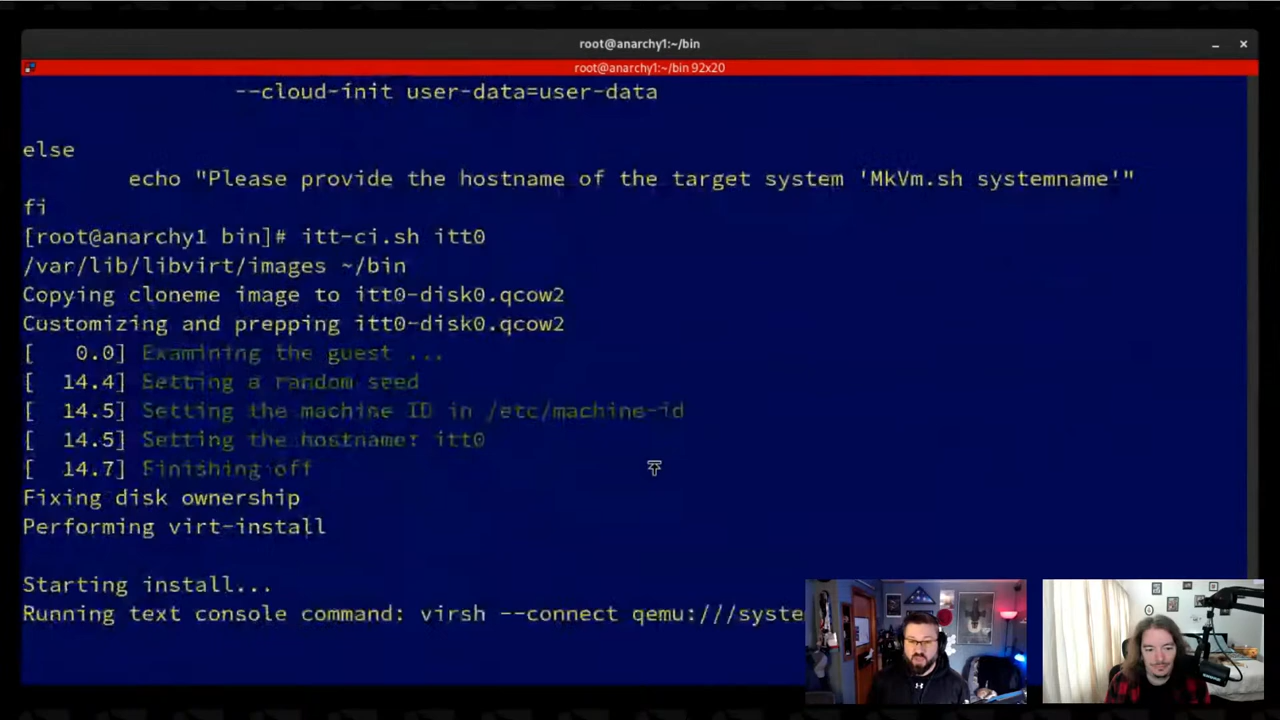 root@anarchy1:~/bin
root@anarchy1:~/bin 92x20
--cloud-init user-data=user-data
else
echo "Please provide the hostname of the target system 'MkVm.sh systemname'"
fi
[root@anarchy1 bin]# itt-ci.sh itt0
/var/lib/libvirt/images ~/bin
Copying cloneme image to itt0-disk0.qcow2
Customizing and prepping itt0-disk0.qcow2
[   0.0] Examining the guest ...
[  14.4] Setting a random seed
[  14.5] Setting the machine ID in /etc/machine-id
[  14.5] Setting the hostname: itt0
[  14.7] Finishing off
Fixing disk ownership
Performing virt-install
Starting install...
Running text console command: virsh --connect qemu:///syste